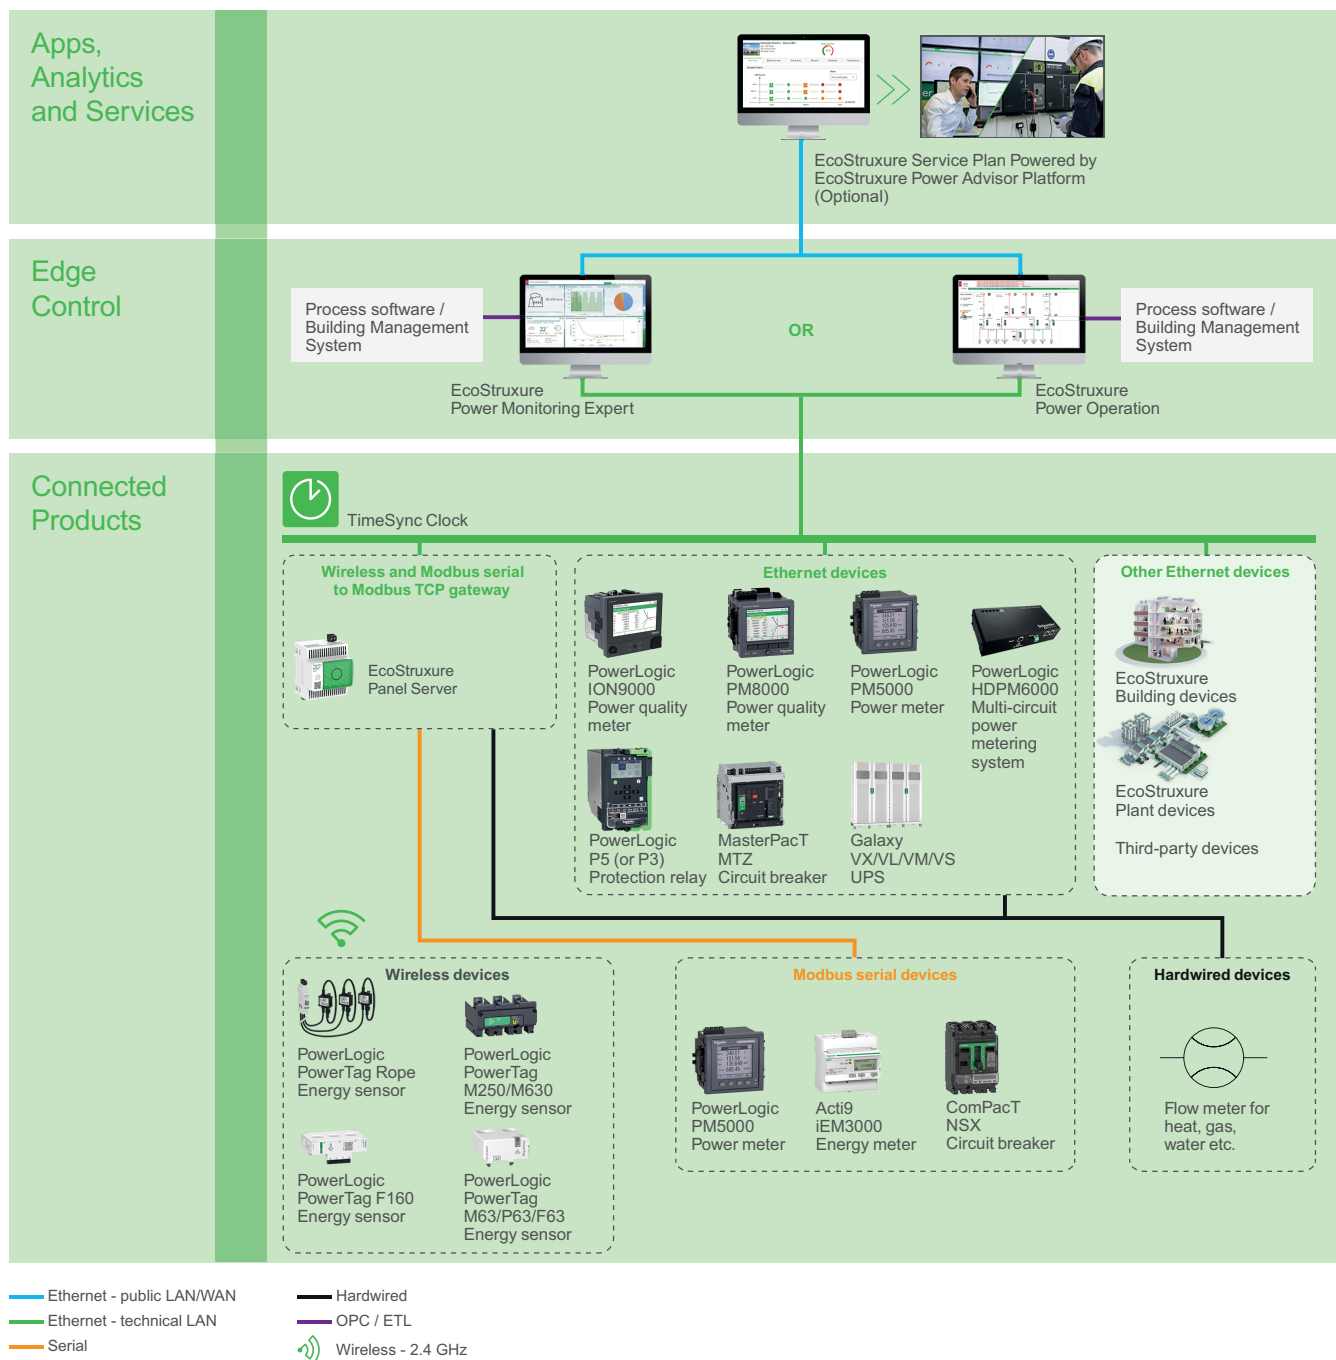 Apps,
Analytics
and Services
EcoStruxure Service Plan Powered by
EcoStruxure Power Advisor Platform
(Optional)
Edge
Control
Process software /
Building Management
System
OR
Process software /
Building Management
System
EcoStruxure
Power Monitoring Expert
EcoStruxure
Power Operation
Connected
Products
TimeSync Clock
Wireless and Modbus serial
to Modbus TCP gateway
EcoStruxure
Panel Server
Ethernet devices
PowerLogic
ION9000
Power quality
meter
PowerLogic
PM8000
Power quality
meter
PowerLogic
PM5000
Power meter
PowerLogic
HDPM6000
Multi-circuit
power
metering
system
PowerLogic
P5 (or P3)
Protection relay
MasterPacT
MTZ
Circuit breaker
Galaxy
VX/VL/VM/VS
UPS
Other Ethernet devices
EcoStruxure
Building devices
EcoStruxure
Plant devices
Third-party devices
Wireless devices
PowerLogic
PowerTag Rope
Energy sensor
PowerLogic
PowerTag
M250/M630
Energy sensor
PowerLogic
PowerTag F160
Energy sensor
PowerLogic
PowerTag
M63/P63/F63
Energy sensor
Modbus serial devices
PowerLogic
PM5000
Power meter
Acti9
iEM3000
Energy meter
ComPacT
NSX
Circuit breaker
Hardwired devices
Flow meter for
heat, gas,
water etc.
Ethernet - public LAN/WAN
Ethernet - technical LAN
Serial
Hardwired
OPC / ETL
Wireless - 2.4 GHz